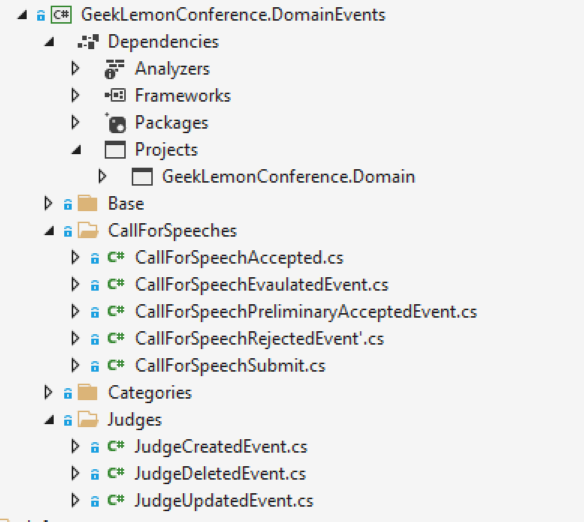 C# GeekLemonConference.DomainEvents
Dependencies
Analyzers
Frameworks
Packages
Projects
GeekLemonConference.Domain
Base
CallForSpeeches
C# CallForSpeechAccepted.cs
C# CallForSpeechEvaulatedEvent.cs
C# CallForSpeechPreliminaryAcceptedEvent.cs
C# CallForSpeechRejectedEvent'.cs
C# CallForSpeechSubmit.cs
Categories
Judges
C# JudgeCreatedEvent.cs
C# JudgeDeletedEvent.cs
C# JudgeUpdatedEvent.cs